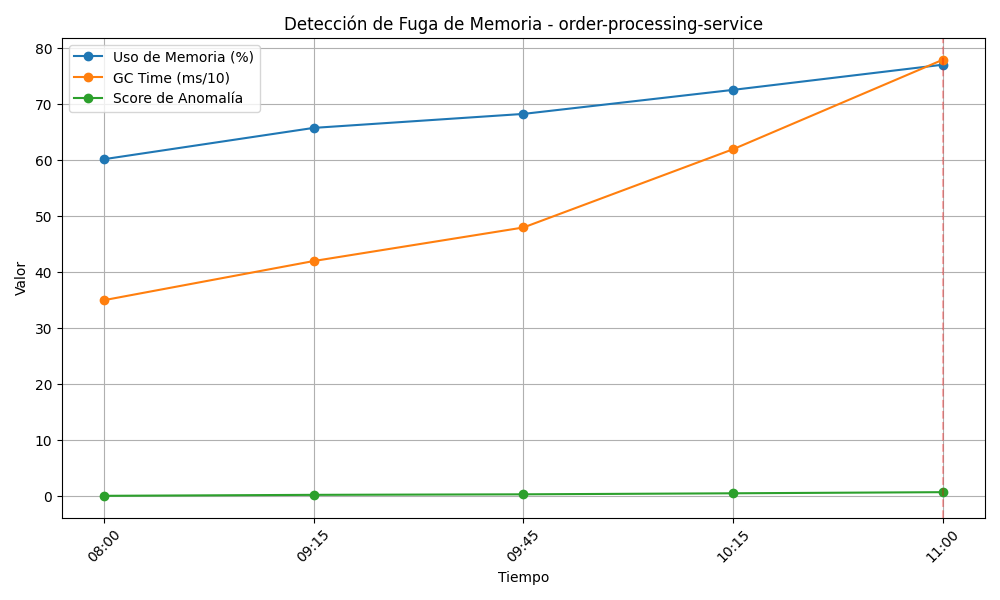 Detección de Fuga de Memoria - order-processing-service
Uso de Memoria (%)
GC Time (ms/10)
Score de Anomalía
Valor
80
70
60
50
40
30
20
10
0
08:00
09:15
09:45
10:15
11:00
Tiempo